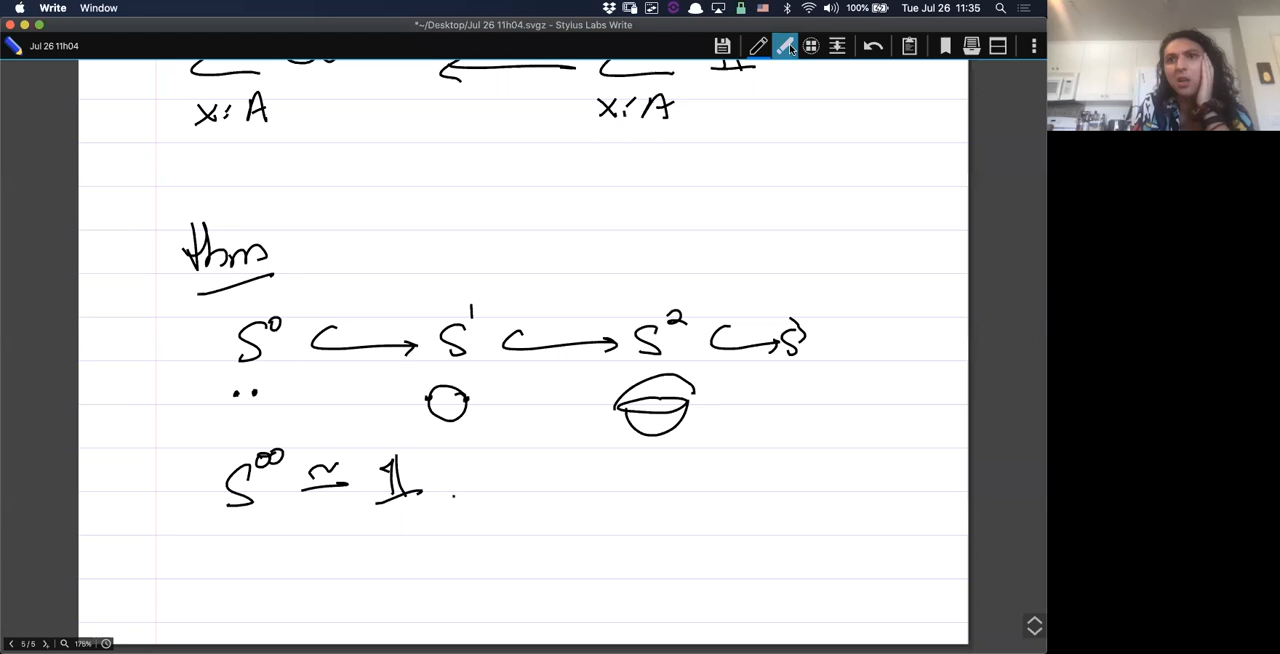 Write Window 100% Tue Jul 26 11:35
*~/Desktop/Jul 26 11h04.svgz - Stylus Labs Write
Jul 26 11h04
x : A x : A
thm
S⁰ ↪ S¹ ↪ S² ↪ S³
S^∞ ≃ 𝟙.
5/5 175%